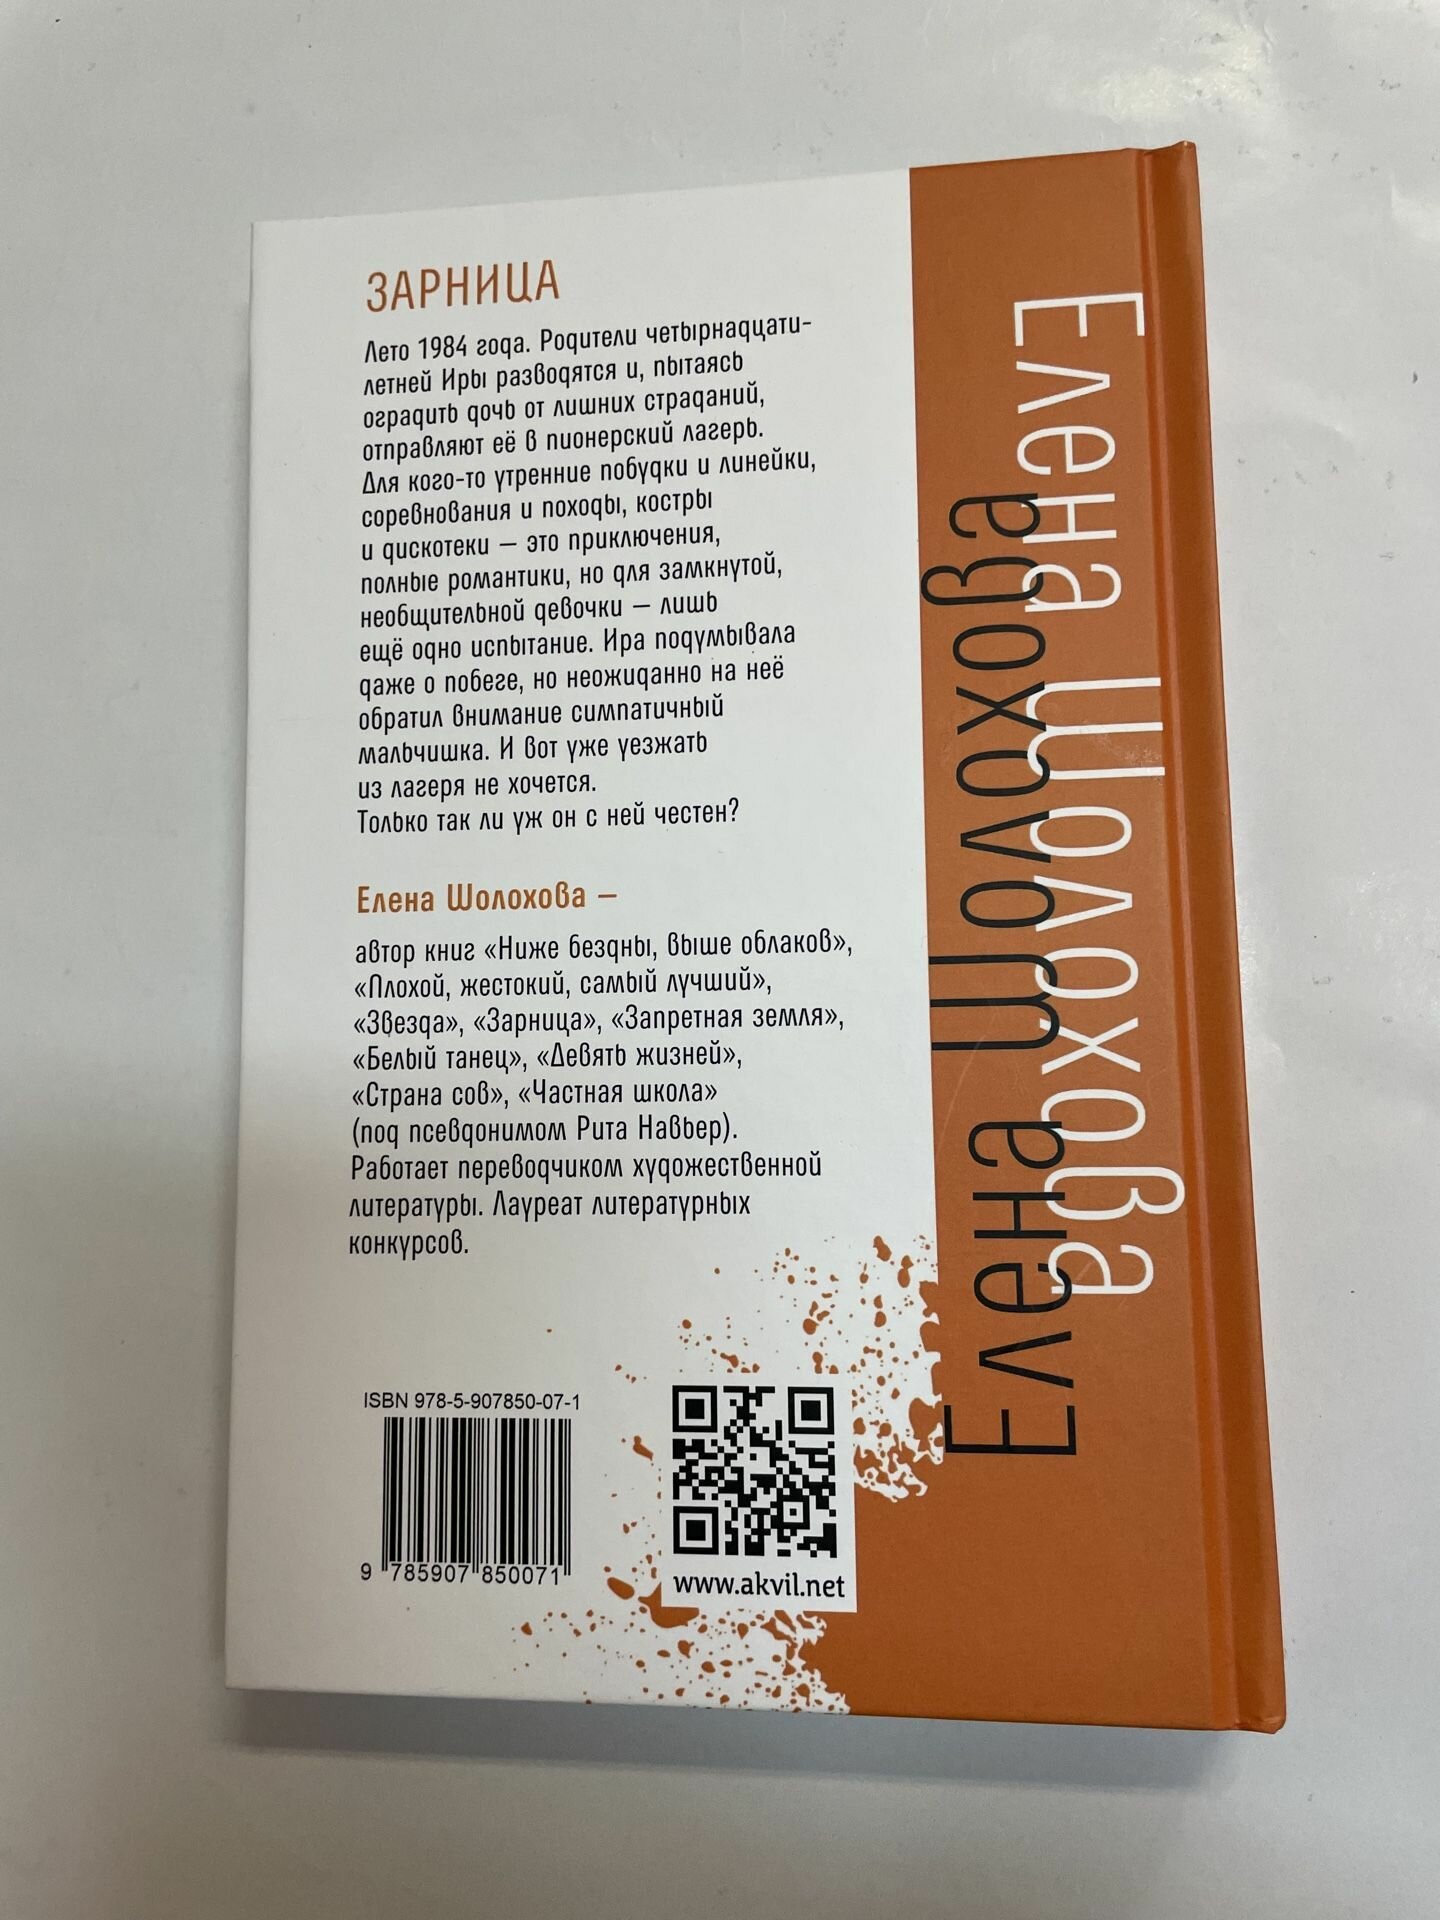 ЗАРНИЦА
Лето 1984 года. Родители четырнадцати-
летней Иры разводятся и, пытаясь
оградить дочь от лишних страданий,
отправляют её в пионерский лагерь.
Для кого-то утренние побудки и линейки,
соревнования и походы, костры
и дискотеки — это приключения,
полные романтики, но для замкнутой,
необщительной девочки — лишь
ещё одно испытание. Ира подумывала
даже о побеге, но неожиданно на неё
обратил внимание симпатичный
мальчишка. И вот уже уезжать
из лагеря не хочется.
Только так ли уж он с ней честен?
Елена Шолохова —
автор книг «Ниже бездны, выше облаков»,
«Плохой, жестокий, самый лучший»,
«Звезда», «Зарница», «Запретная земля»,
«Белый танец», «Девять жизней»,
«Страна сов», «Частная школа»
(под псевдонимом Рита Навьер).
Работает переводчиком художественной
литературы. Лауреат литературных
конкурсов.
ISBN 978-5-907850-07-1
9 785907 850071
www.akvil.net
Елена Шолохова
Елена Шолохова